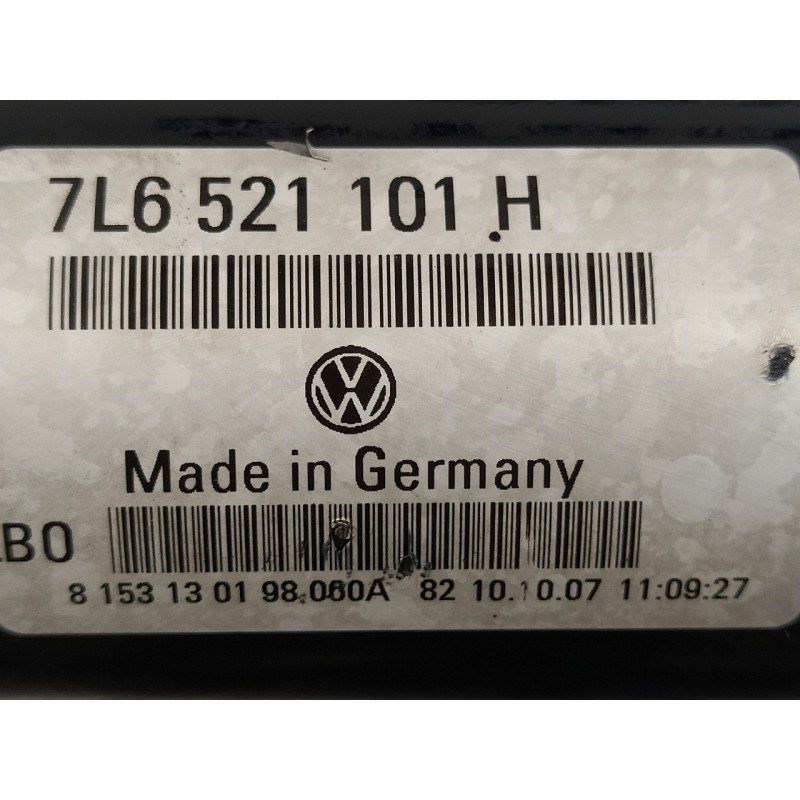 7L6 521 101 H
Made in Germany
8 153 13 01 98.060A 82 10.10.07 11:09:27